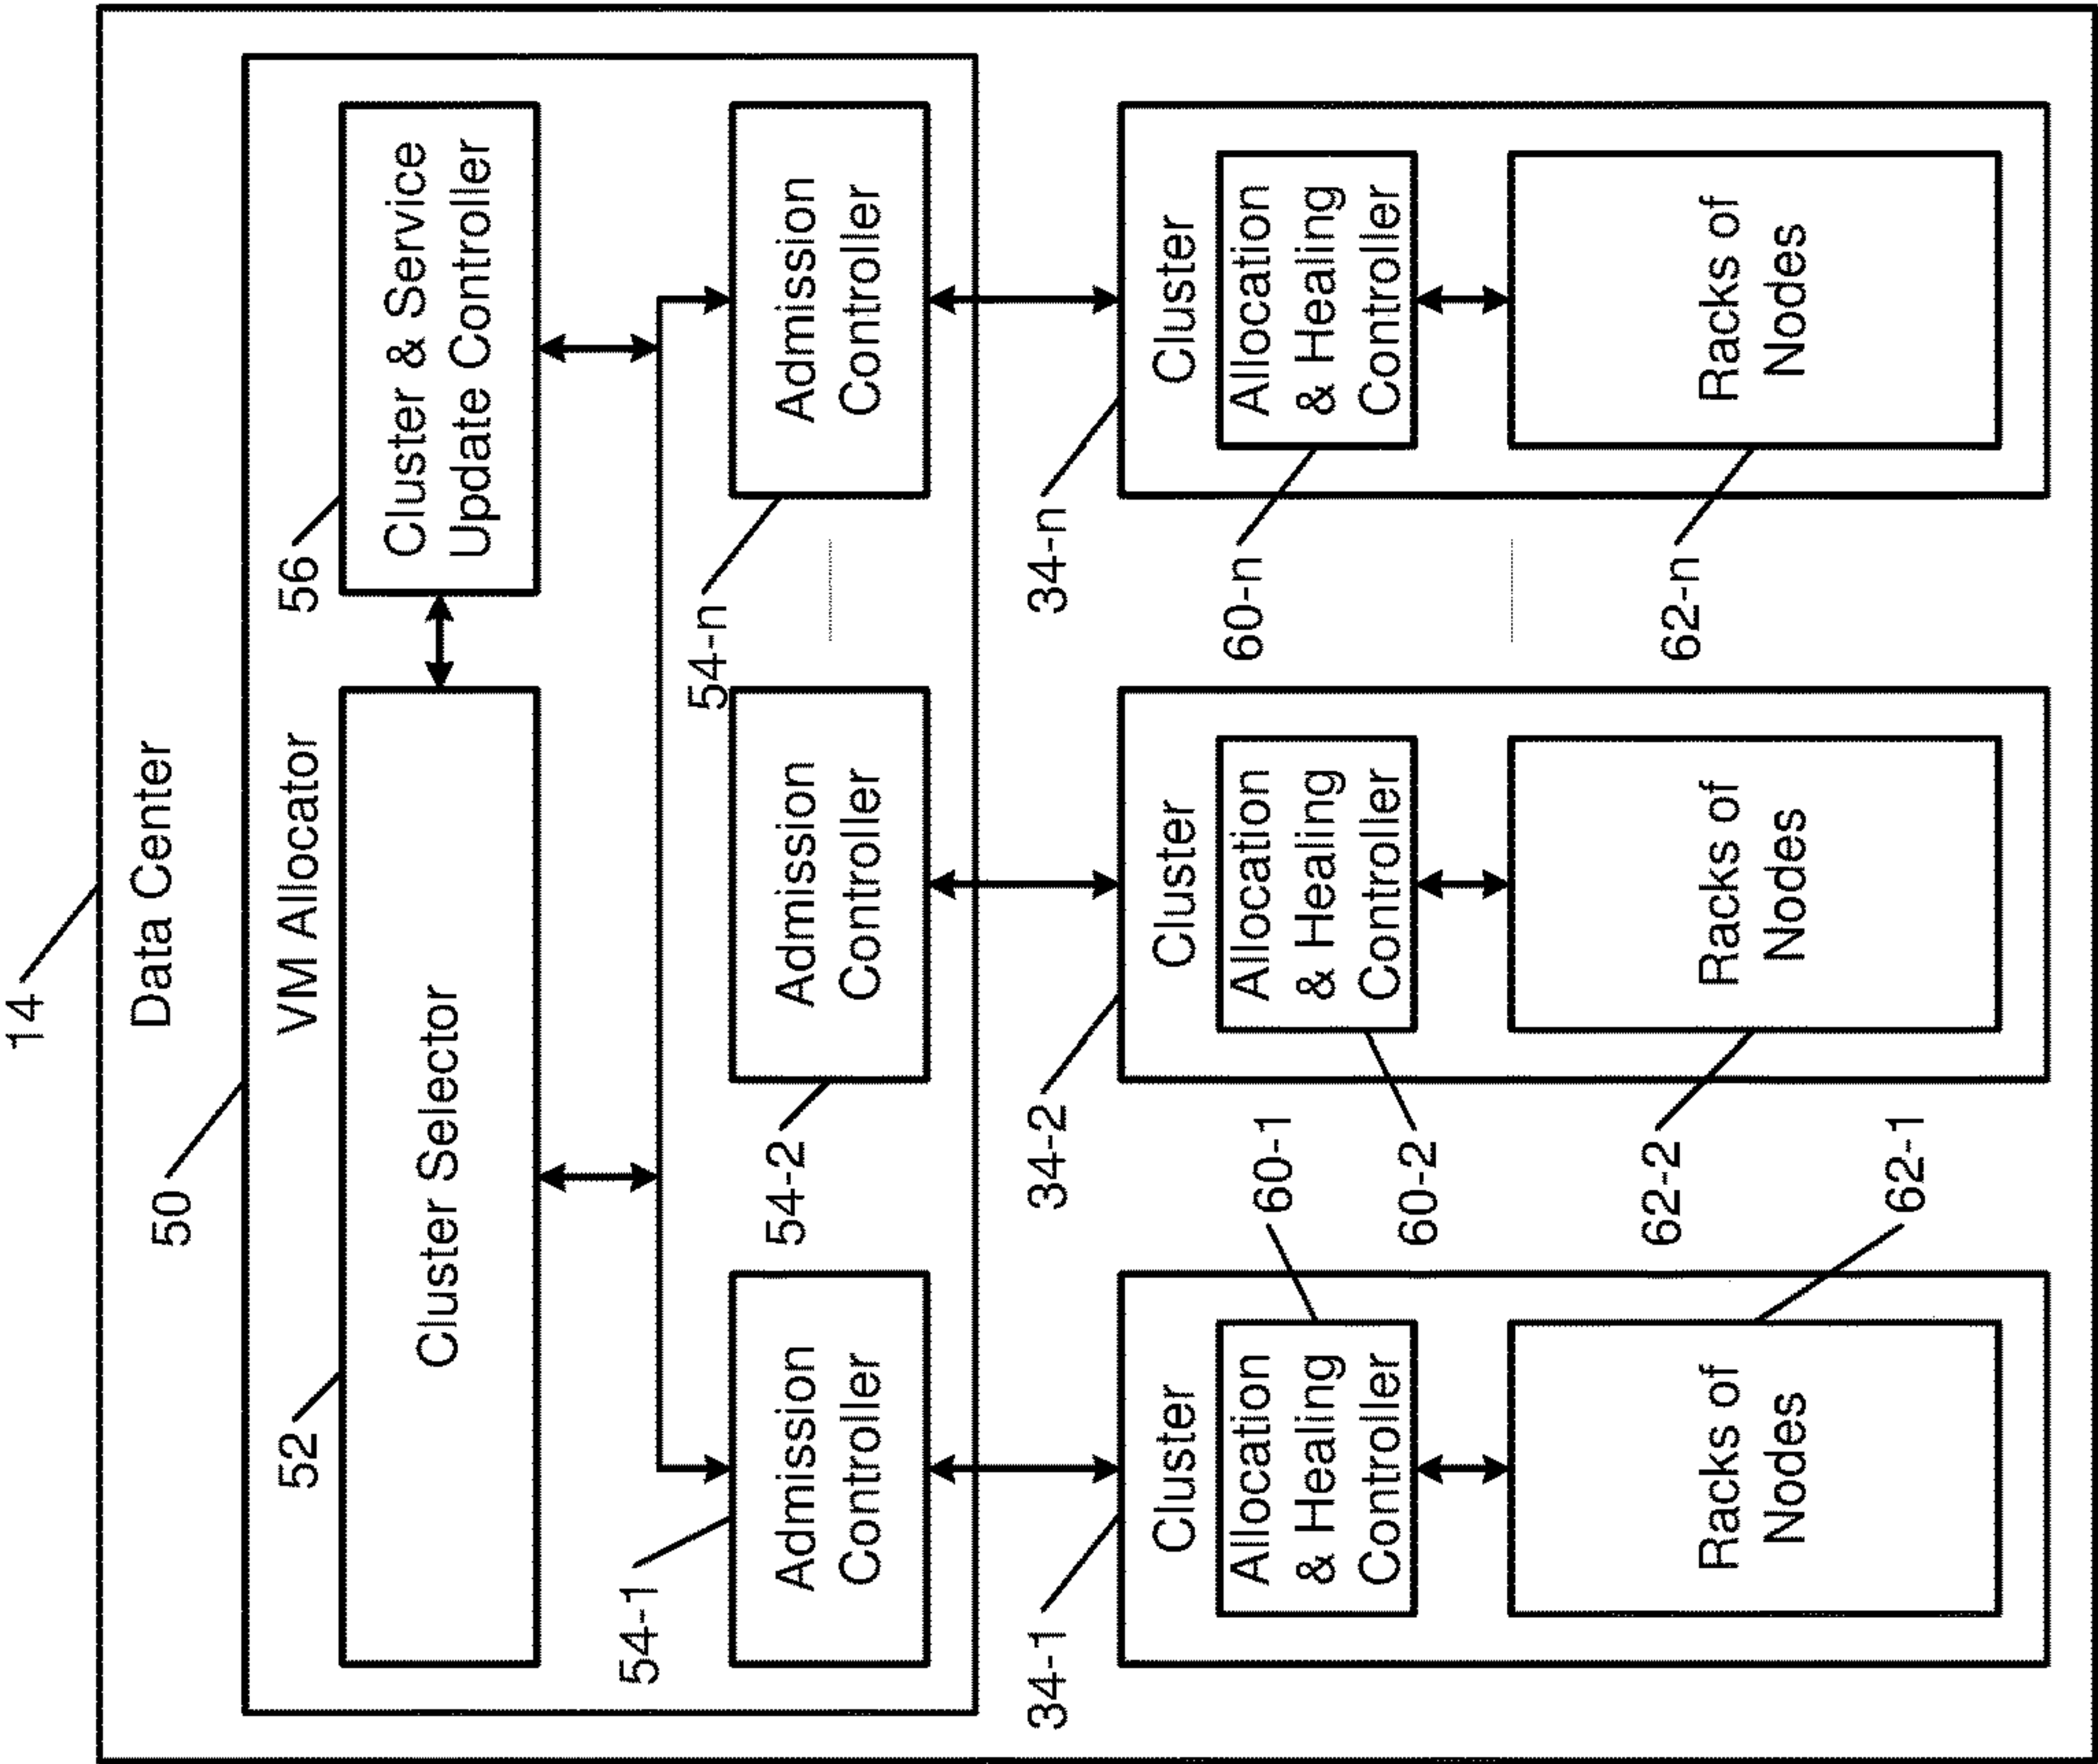 14
Data Center
50
VM Allocator
52
Cluster Selector
56
Cluster & Service
Update Controller
54-1
Admission
Controller
54-2
Admission
Controller
54-n
Admission
Controller
34-1
Cluster
60-1
Allocation
& Healing
Controller
62-1
Racks of
Nodes
34-2
Cluster
60-2
Allocation
& Healing
Controller
62-2
Racks of
Nodes
34-n
Cluster
60-n
Allocation
& Healing
Controller
62-n
Racks of
Nodes